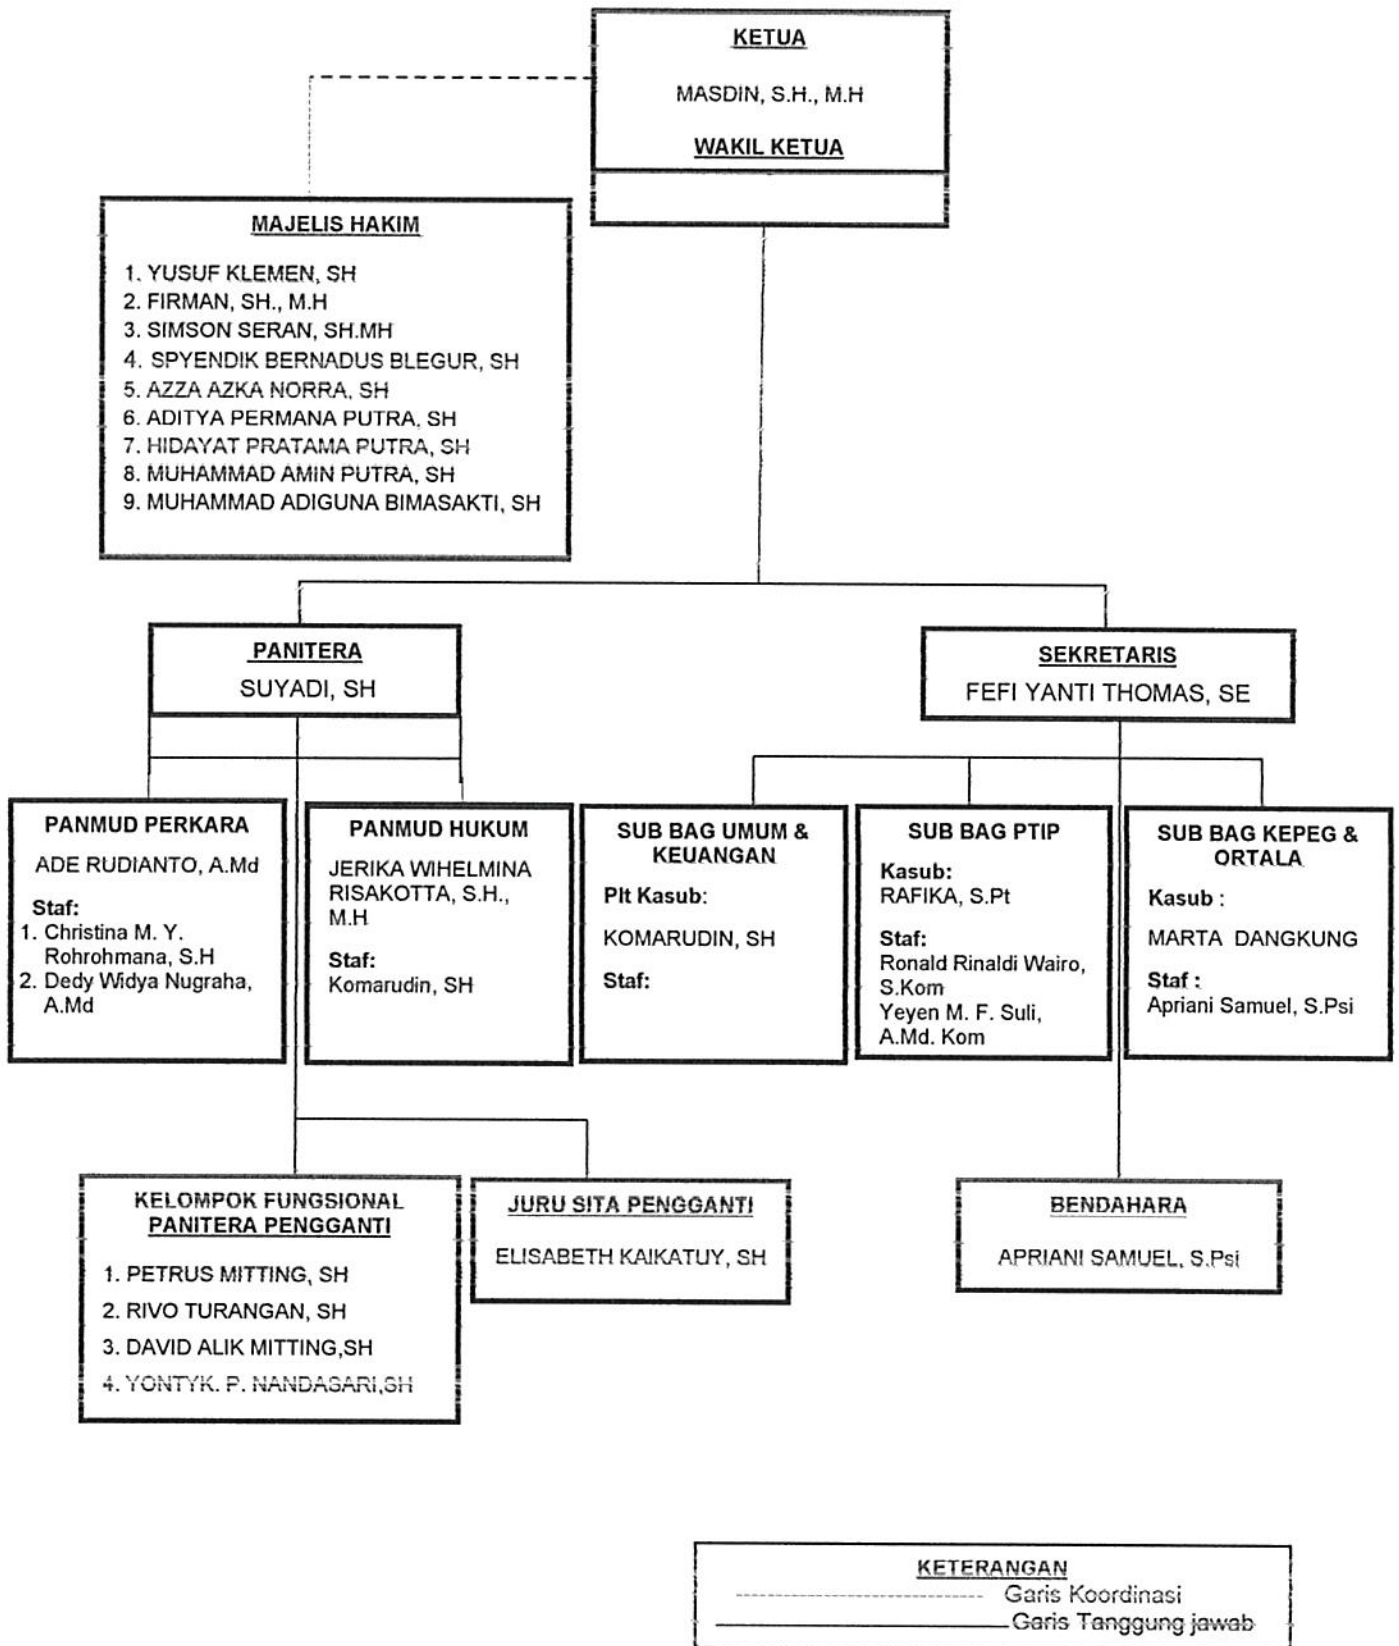 KETUA
MASDIN, S.H., M.H
WAKIL KETUA
MAJELIS HAKIM
1. YUSUF KLEMEN, SH
2. FIRMAN, SH., M.H
3. SIMSON SERAN, SH.MH
4. SPYENDIK BERNADUS BLEGUR, SH
5. AZZA AZKA NORRA, SH
6. ADITYA PERMANA PUTRA, SH
7. HIDAYAT PRATAMA PUTRA, SH
8. MUHAMMAD AMIN PUTRA, SH
9. MUHAMMAD ADIGUNA BIMASAKTI, SH
PANITERA
SUYADI, SH
SEKRETARIS
FEFI YANTI THOMAS, SE
PANMUD PERKARA
ADE RUDIANTO, A.Md
Staf:
1. Christina M. Y.
Rohrohmana, S.H
2. Dedy Widya Nugraha,
A.Md
PANMUD HUKUM
JERIKA WIHELMINA
RISAKOTTA, S.H.,
M.H
Staf:
Komarudin, SH
SUB BAG UMUM &
KEUANGAN
Plt Kasub:
KOMARUDIN, SH
Staf:
SUB BAG PTIP
Kasub:
RAFIKA, S.Pt
Staf:
Ronald Rinaldi Wairo,
S.Kom
Yeyen M. F. Suli,
A.Md. Kom
SUB BAG KEPEG &
ORTALA
Kasub :
MARTA DANGKUNG
Staf :
Apriani Samuel, S.Psi
KELOMPOK FUNGSIONAL
PANITERA PENGGANTI
1. PETRUS MITTING, SH
2. RIVO TURANGAN, SH
3. DAVID ALIK MITTING,SH
4. YONTYK. P. NANDASARI,SH
JURU SITA PENGGANTI
ELISABETH KAIKATUY, SH
BENDAHARA
APRIANI SAMUEL, S.Psi
KETERANGAN
Garis Koordinasi
Garis Tanggung jawab